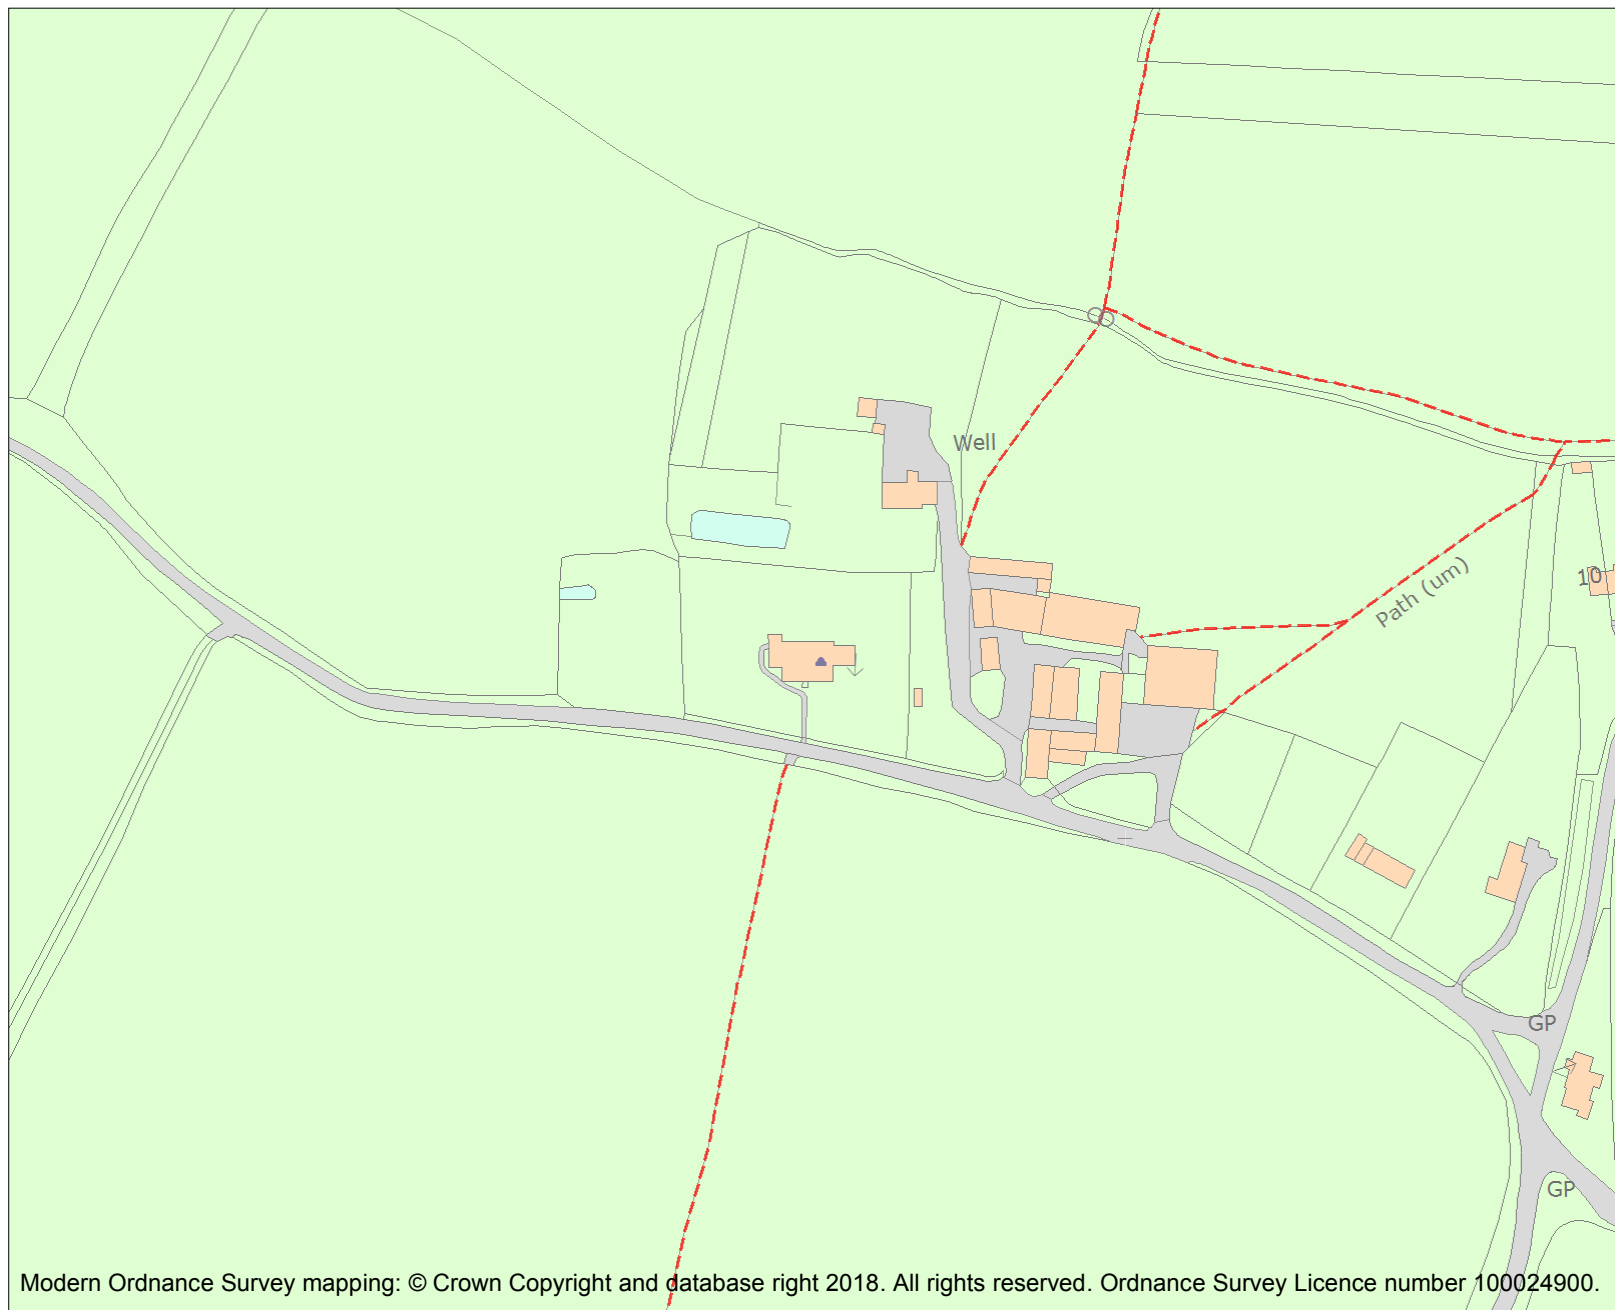 Well
10
Path (um)
GP
GP
Modern Ordnance Survey mapping: © Crown Copyright and database right 2018. All rights reserved. Ordnance Survey Licence number 100024900.